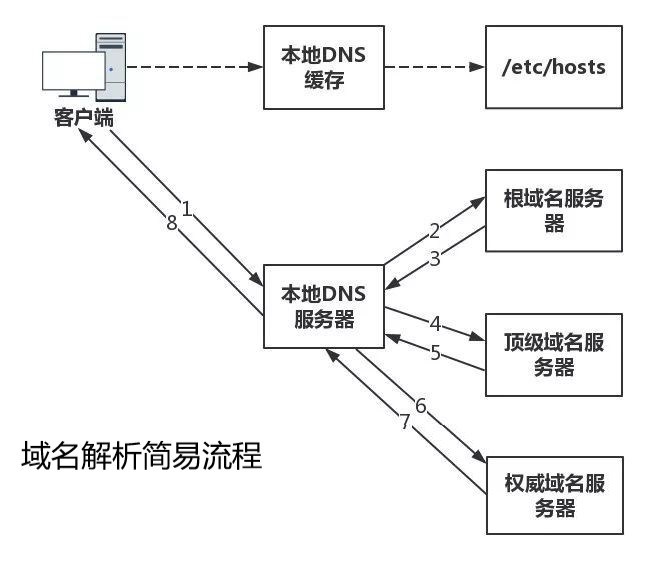 本地DNS
缓存
/etc/hosts
客户端
1
8
2
3
根域名服务
器
本地DNS
服务器
4
5
顶级域名服
务器
6
7
域名解析简易流程
权威域名服
务器